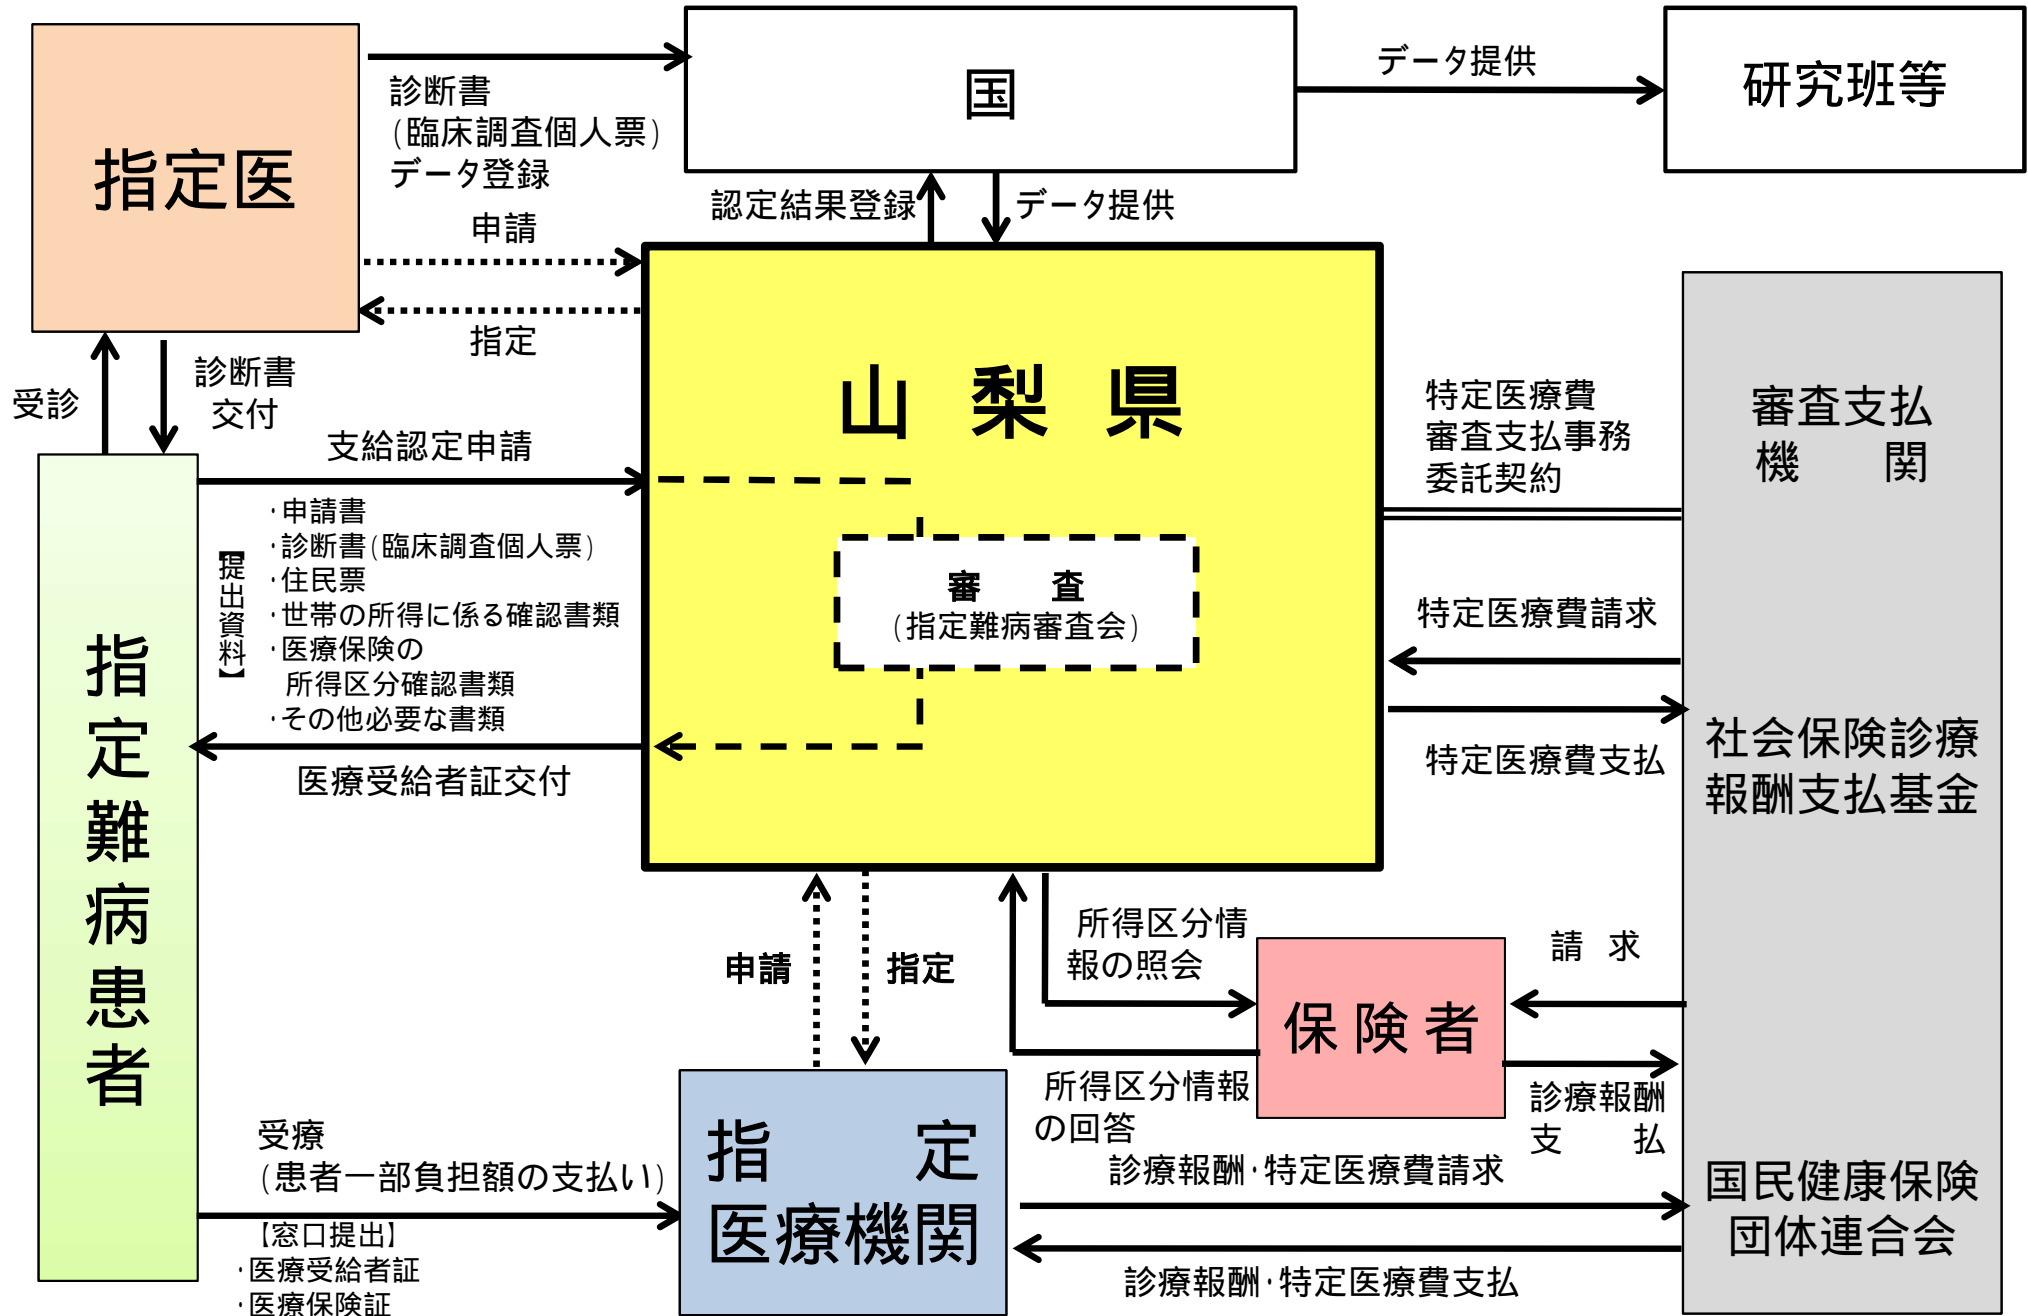 指定医
診断書
(臨床調査個人票)
データ登録
国
データ提供
研究班等
認定結果登録
データ提供
申請
指定
受診
診断書
交付
山 梨 県
支給認定申請
【提出資料】
・申請書
・診断書(臨床調査個人票)
・住民票
・世帯の所得に係る確認書類
・医療保険の
所得区分確認書類
・その他必要な書類
審 査
(指定難病審査会)
医療受給者証交付
指定難病患者
特定医療費
審査支払事務
委託契約
特定医療費請求
特定医療費支払
審査支払
機 関
社会保険診療
報酬支払基金
国民健康保険
団体連合会
申請
指定
所得区分情
報の照会
保険者
請 求
所得区分情報
の回答
診療報酬
支 払
受療
(患者一部負担額の支払い)
【窓口提出】
・医療受給者証
・医療保険証
指 定
医療機関
診療報酬・特定医療費請求
診療報酬・特定医療費支払